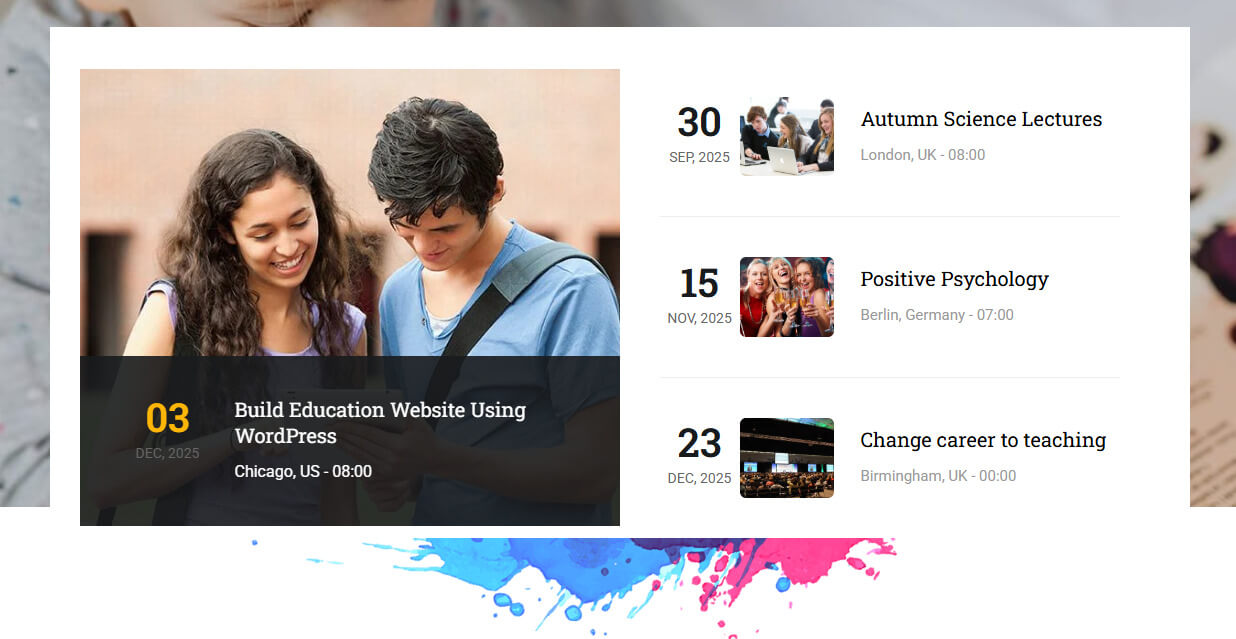 03
DEC, 2025
Build Education Website Using
WordPress
Chicago, US - 08:00
30
SEP, 2025
Autumn Science Lectures
London, UK - 08:00
15
NOV, 2025
Positive Psychology
Berlin, Germany - 07:00
23
DEC, 2025
Change career to teaching
Birmingham, UK - 00:00